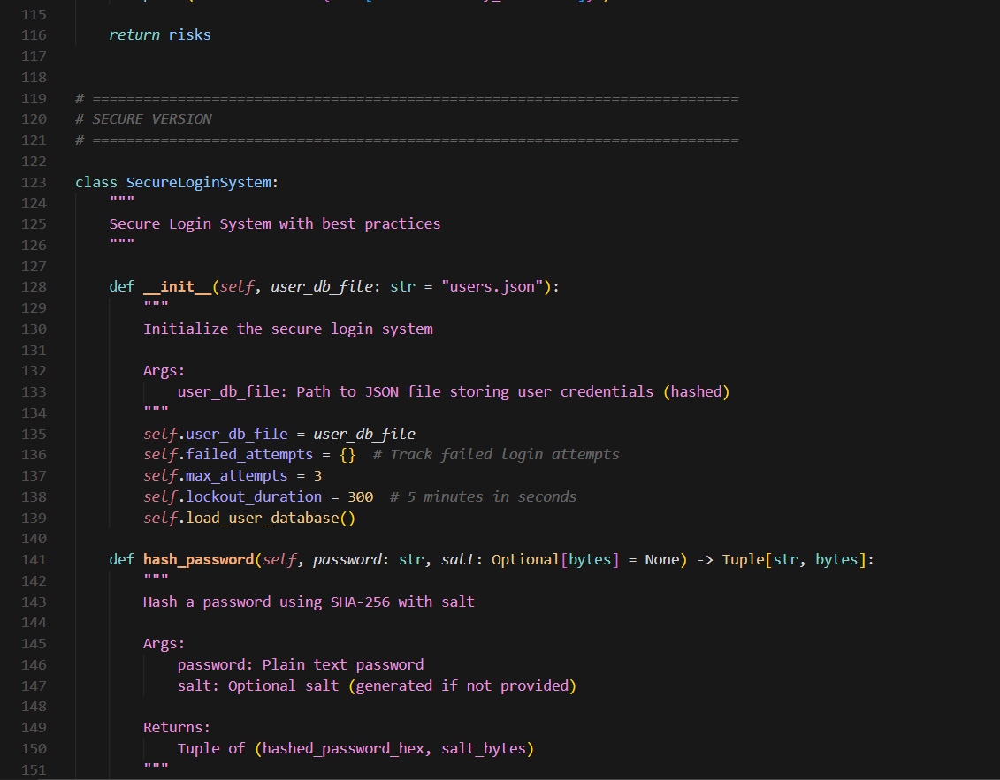 115
116 return risks
117
118
119 # ============================================================================
120 # SECURE VERSION
121 # ============================================================================
122
123 class SecureLoginSystem:
124 """
125 Secure Login System with best practices
126 """
127
128 def __init__(self, user_db_file: str = "users.json"):
129 """
130 Initialize the secure login system
131
132 Args:
133 user_db_file: Path to JSON file storing user credentials (hashed)
134 """
135 self.user_db_file = user_db_file
136 self.failed_attempts = {}  # Track failed login attempts
137 self.max_attempts = 3
138 self.lockout_duration = 300  # 5 minutes in seconds
139 self.load_user_database()
140
141 def hash_password(self, password: str, salt: Optional[bytes] = None) -> Tuple[str, bytes]:
142 """
143 Hash a password using SHA-256 with salt
144
145 Args:
146 password: Plain text password
147 salt: Optional salt (generated if not provided)
148
149 Returns:
150 Tuple of (hashed_password_hex, salt_bytes)
151 """